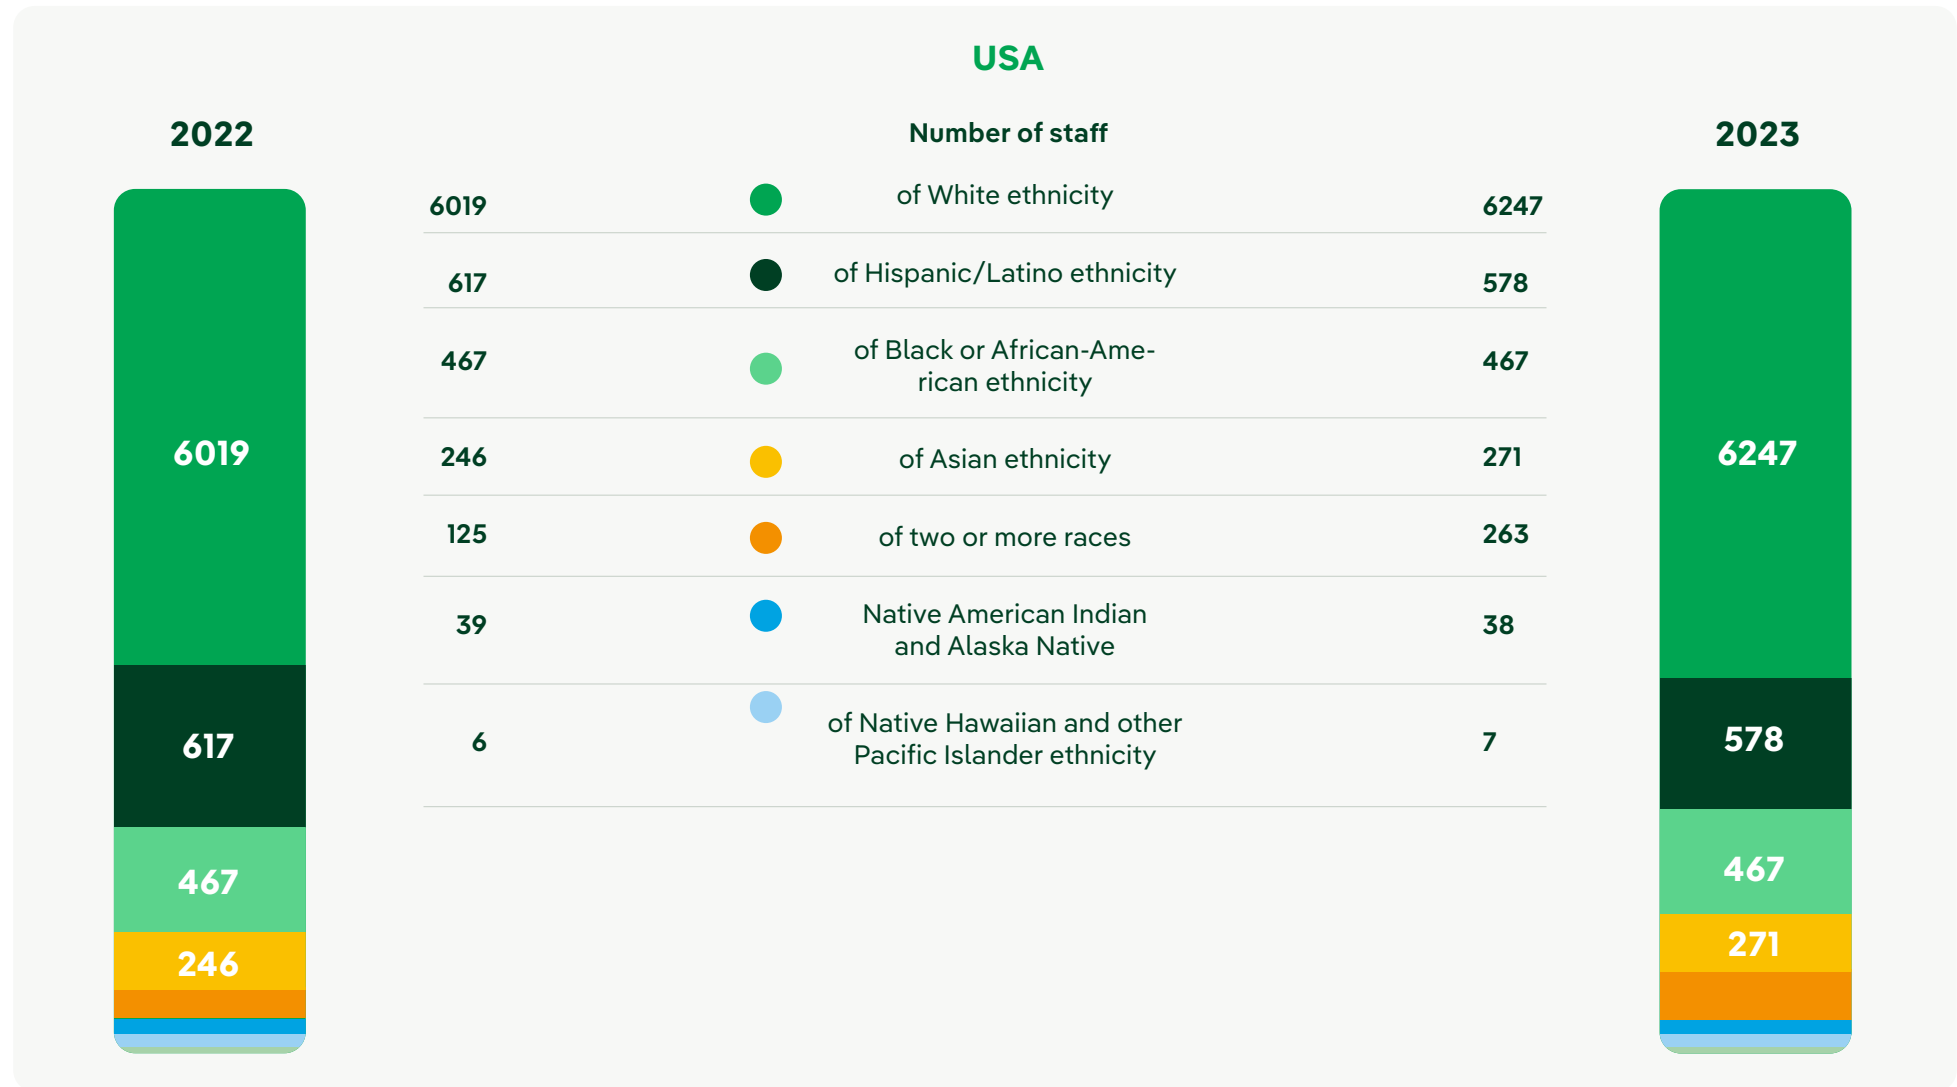 USA
2022
Number of staff
2023
6019
of White ethnicity
6247
617
of Hispanic/Latino ethnicity
578
467
of Black or African-Ame-
rican ethnicity
467
246
of Asian ethnicity
271
125
of two or more races
263
39
Native American Indian
and Alaska Native
38
6
of Native Hawaiian and other
Pacific Islander ethnicity
7
6019
617
467
246
6247
578
467
271